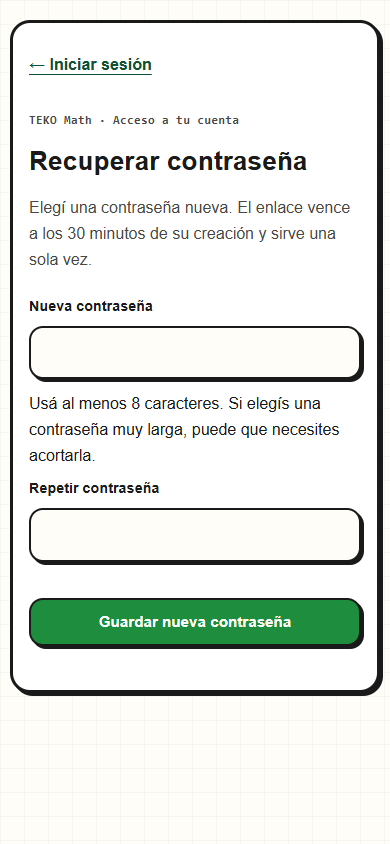 ← Iniciar sesión
TEKO Math · Acceso a tu cuenta
Recuperar contraseña
Elegí una contraseña nueva. El enlace vence
a los 30 minutos de su creación y sirve una
sola vez.
Nueva contraseña
Usá al menos 8 caracteres. Si elegís una
contraseña muy larga, puede que necesites
acortarla.
Repetir contraseña
Guardar nueva contraseña